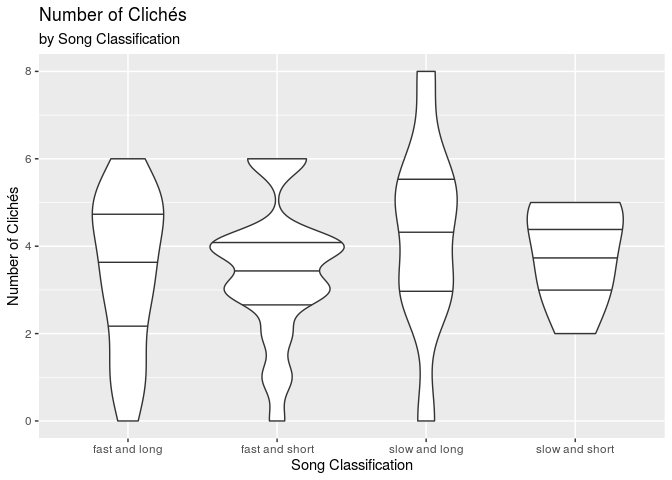 Number of Clichés
by Song Classification
8
6
4
2
0
Number of Clichés
fast and long
fast and short
slow and long
slow and short
Song Classification